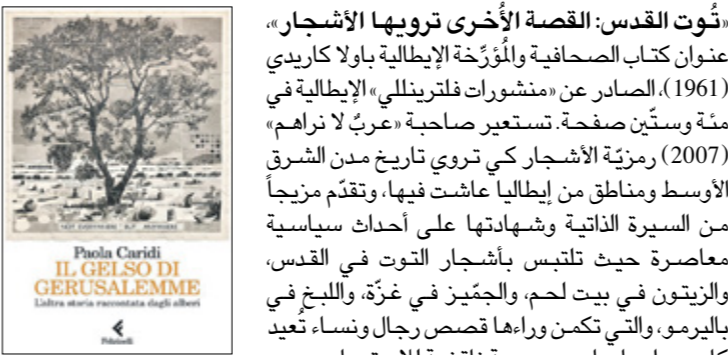 «تُوت القدس: القصة الأُخرى ترويها الأشجار»،
عنوان كتاب الصحافية والمُؤرِّخة الإيطالية باولا كاريدي
(1961)، الصادر عن «منشورات فلترينللي» الإيطالية في
مئة وستّين صفحة. تستعير صاحبة «عربٌ لا نراهم»
(2007) رمزيّة الأشجار كي تروي تاريخ مدن الشرق
الأوسط ومناطق من إيطاليا عاشت فيها، وتقدّم مزيجاً
من السيرة الذاتية وشهادتها على أحداث سياسية
معاصرة حيث تلتبس بأشجار التوت في القدس،
والزيتون في بيت لحم، والجمّيز في غزّة، واللبخ في
باليرمو، والتي تكمن وراءها قصص رجال ونساء تُعيد
Paola Caridi
IL GELSO DI
GERUSALEMME
L'altra storia raccontata dagli alberi
Feltrinelli